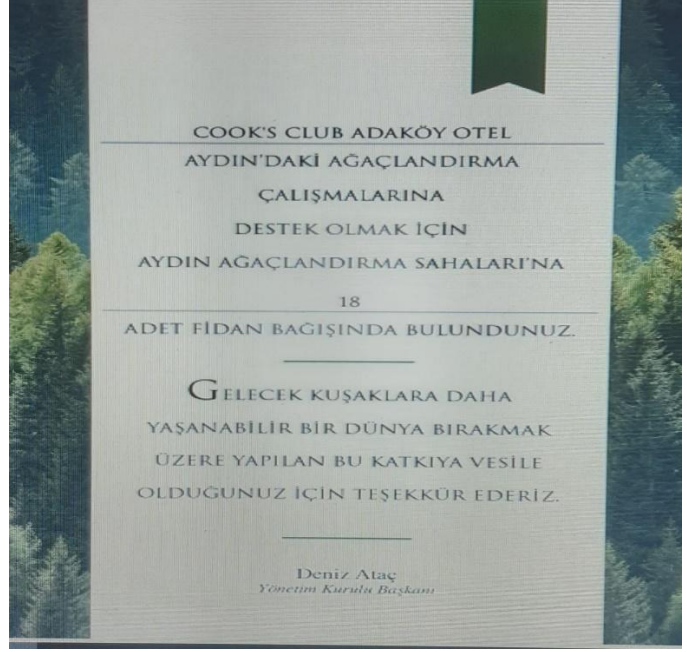 COOK'S CLUB ADAKÖY OTEL
AYDIN'DAKİ AĞAÇLANDIRMA
ÇALIŞMALARINA
DESTEK OLMAK İÇİN
AYDIN AĞAÇLANDIRMA SAHALARI'NA
18
ADET FİDAN BAĞIŞINDA BULUNDUNUZ.
GELECEK KUŞAKLARA DAHA
YAŞANABİLİR BİR DÜNYA BIRAKMAK
ÜZERE YAPILAN BU KATKIYA VESİLE
OLDUĞUNUZ İÇİN TEŞEKKÜR EDERİZ.
Deniz Ataç
Yönetim Kurulu Başkanı